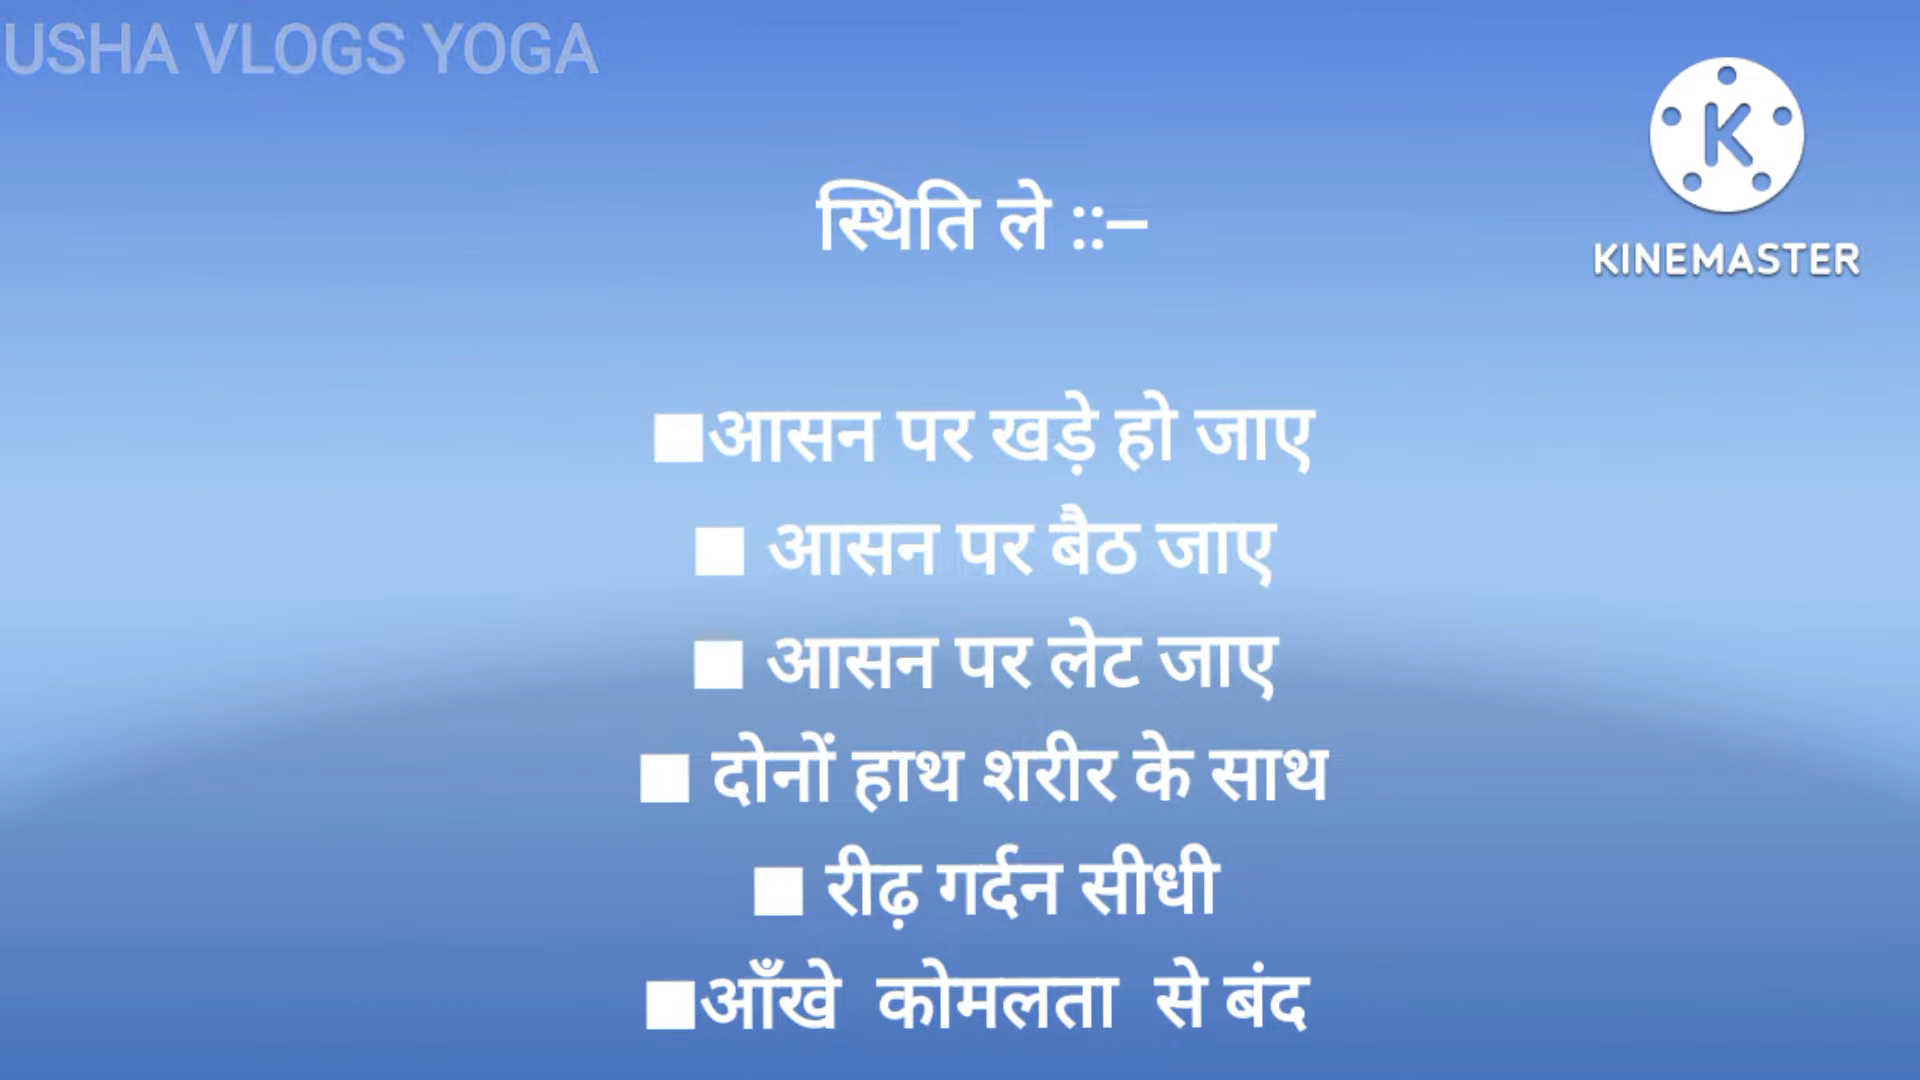 USHA VLOGS YOGA
K
KINEMASTER
स्थिति ले ::–
■आसन पर खड़े हो जाए
■ आसन पर बैठ जाए
■ आसन पर लेट जाए
■ दोनों हाथ शरीर के साथ
■ रीढ़ गर्दन सीधी
■आँखे कोमलता से बंद